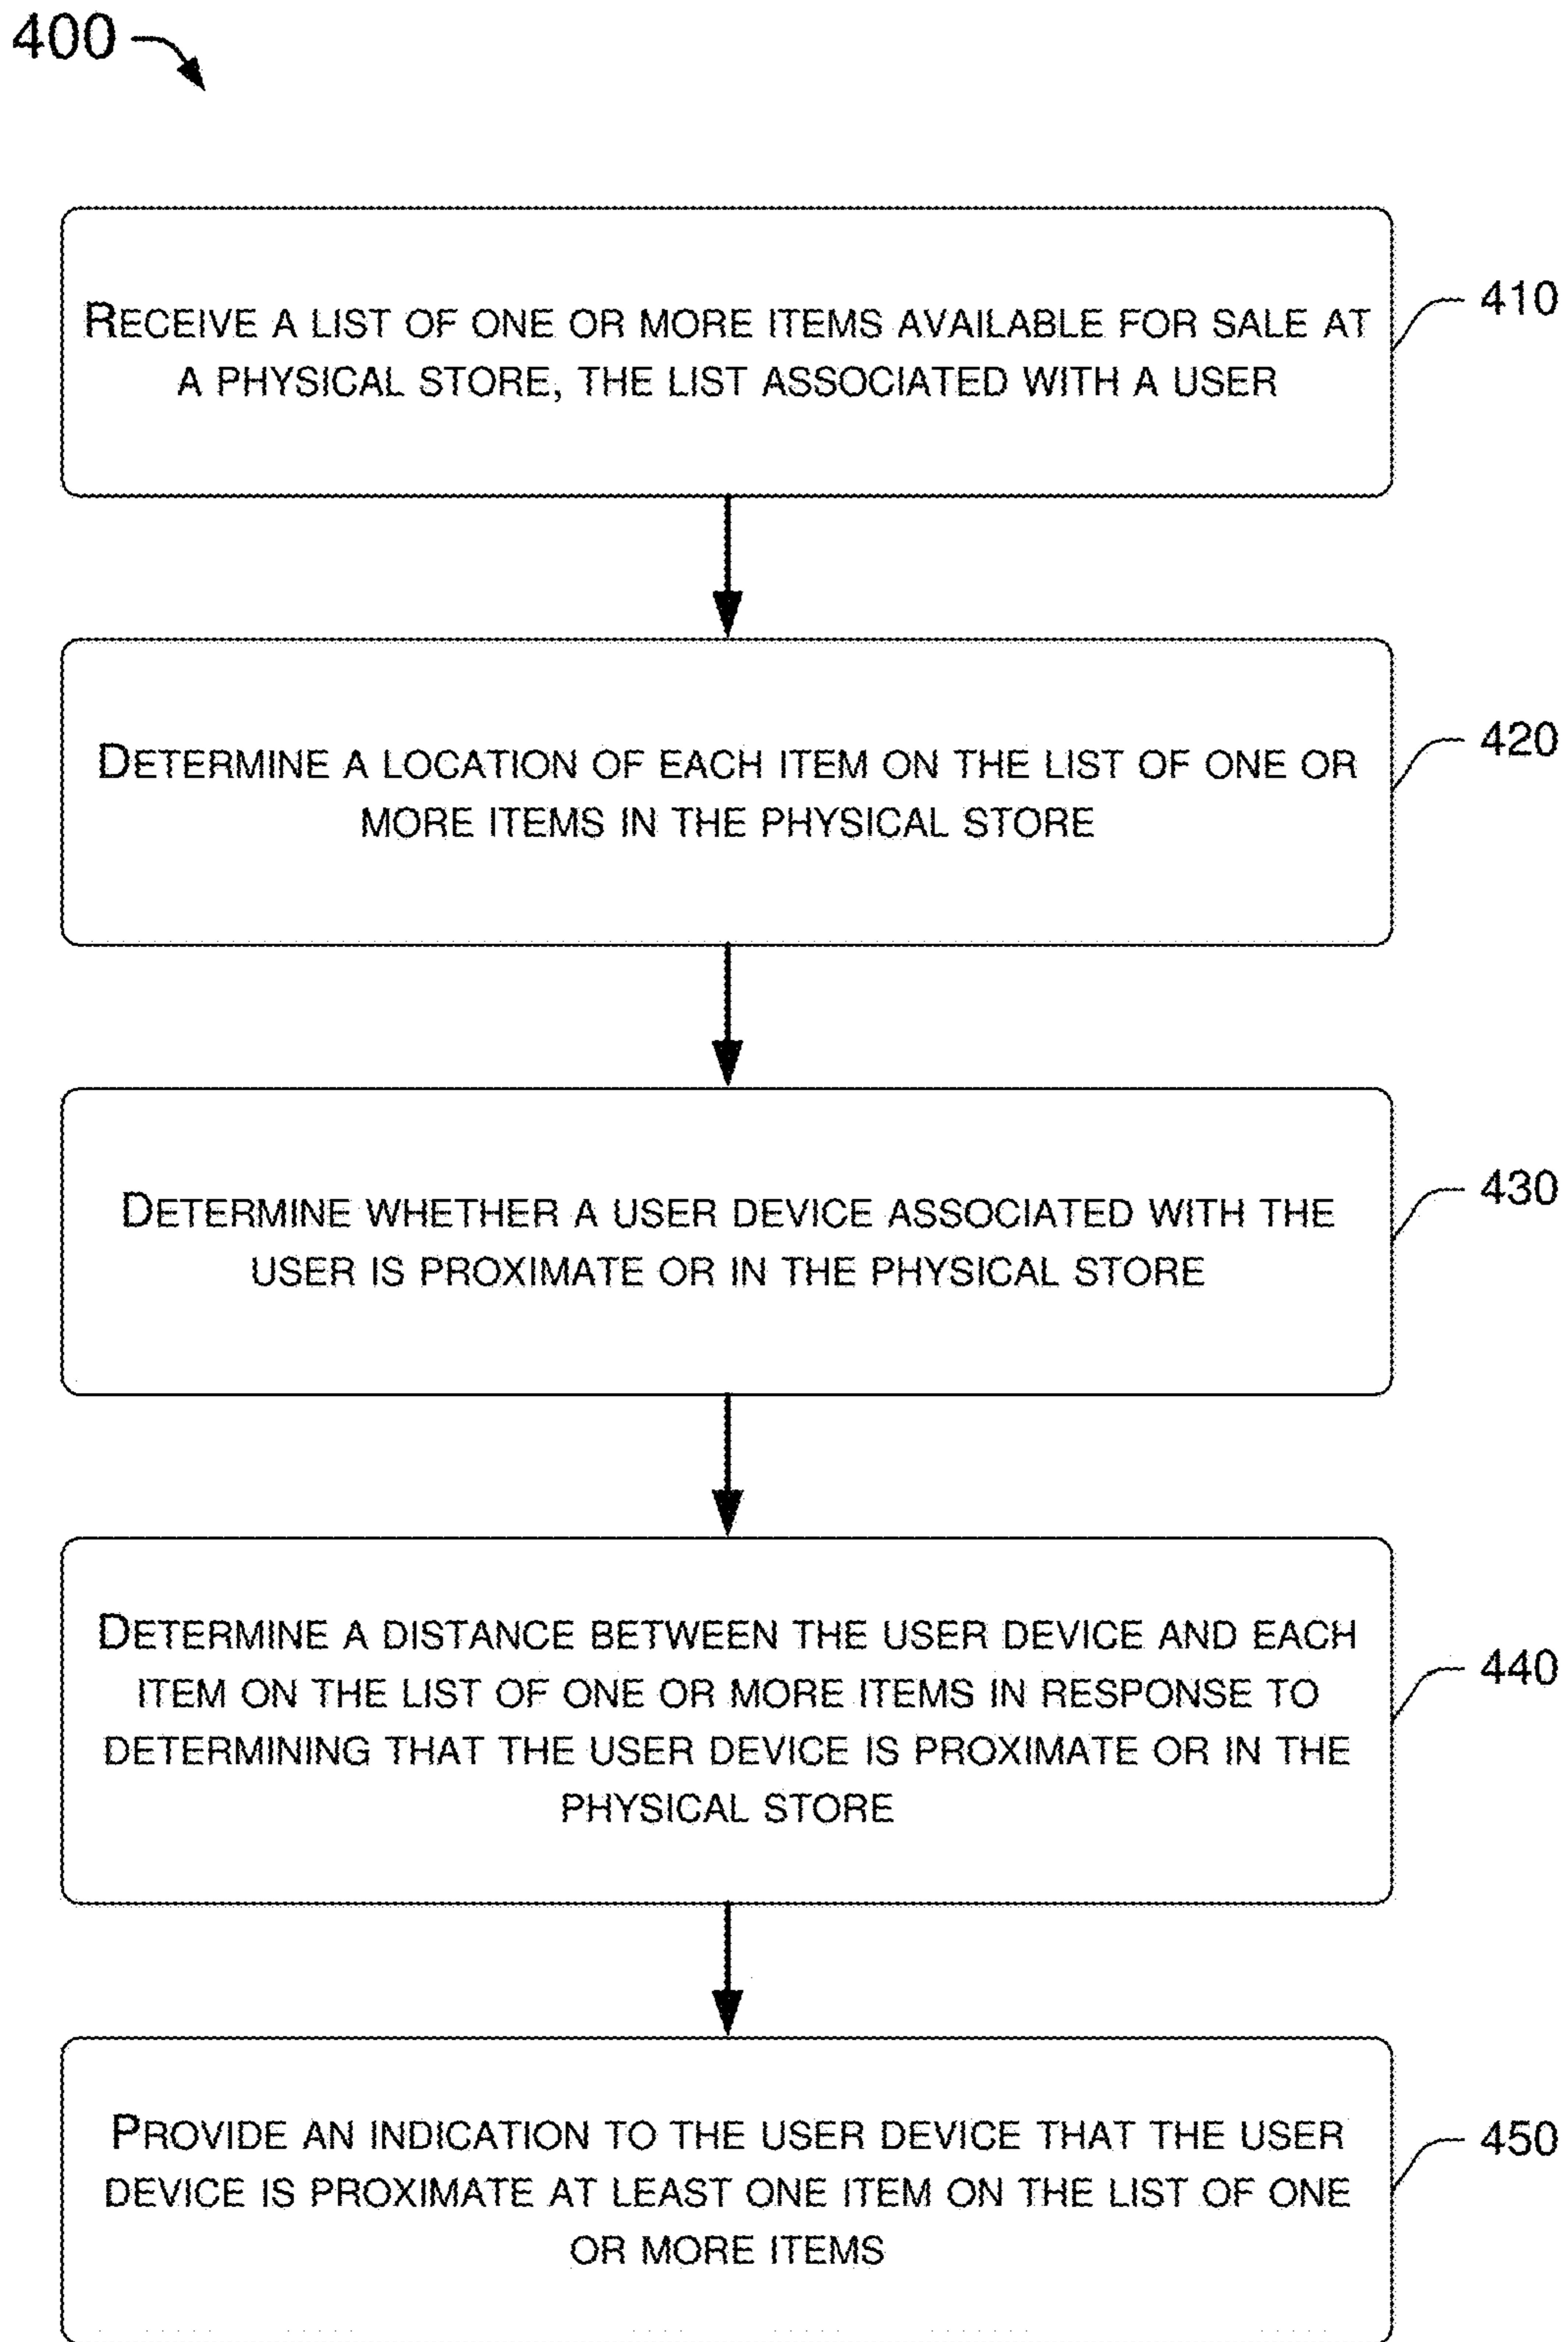 400
RECEIVE A LIST OF ONE OR MORE ITEMS AVAILABLE FOR SALE AT
A PHYSICAL STORE, THE LIST ASSOCIATED WITH A USER
410
DETERMINE A LOCATION OF EACH ITEM ON THE LIST OF ONE OR
MORE ITEMS IN THE PHYSICAL STORE
420
DETERMINE WHETHER A USER DEVICE ASSOCIATED WITH THE
USER IS PROXIMATE OR IN THE PHYSICAL STORE
430
DETERMINE A DISTANCE BETWEEN THE USER DEVICE AND EACH
ITEM ON THE LIST OF ONE OR MORE ITEMS IN RESPONSE TO
DETERMINING THAT THE USER DEVICE IS PROXIMATE OR IN THE
PHYSICAL STORE
440
PROVIDE AN INDICATION TO THE USER DEVICE THAT THE USER
DEVICE IS PROXIMATE AT LEAST ONE ITEM ON THE LIST OF ONE
OR MORE ITEMS
450